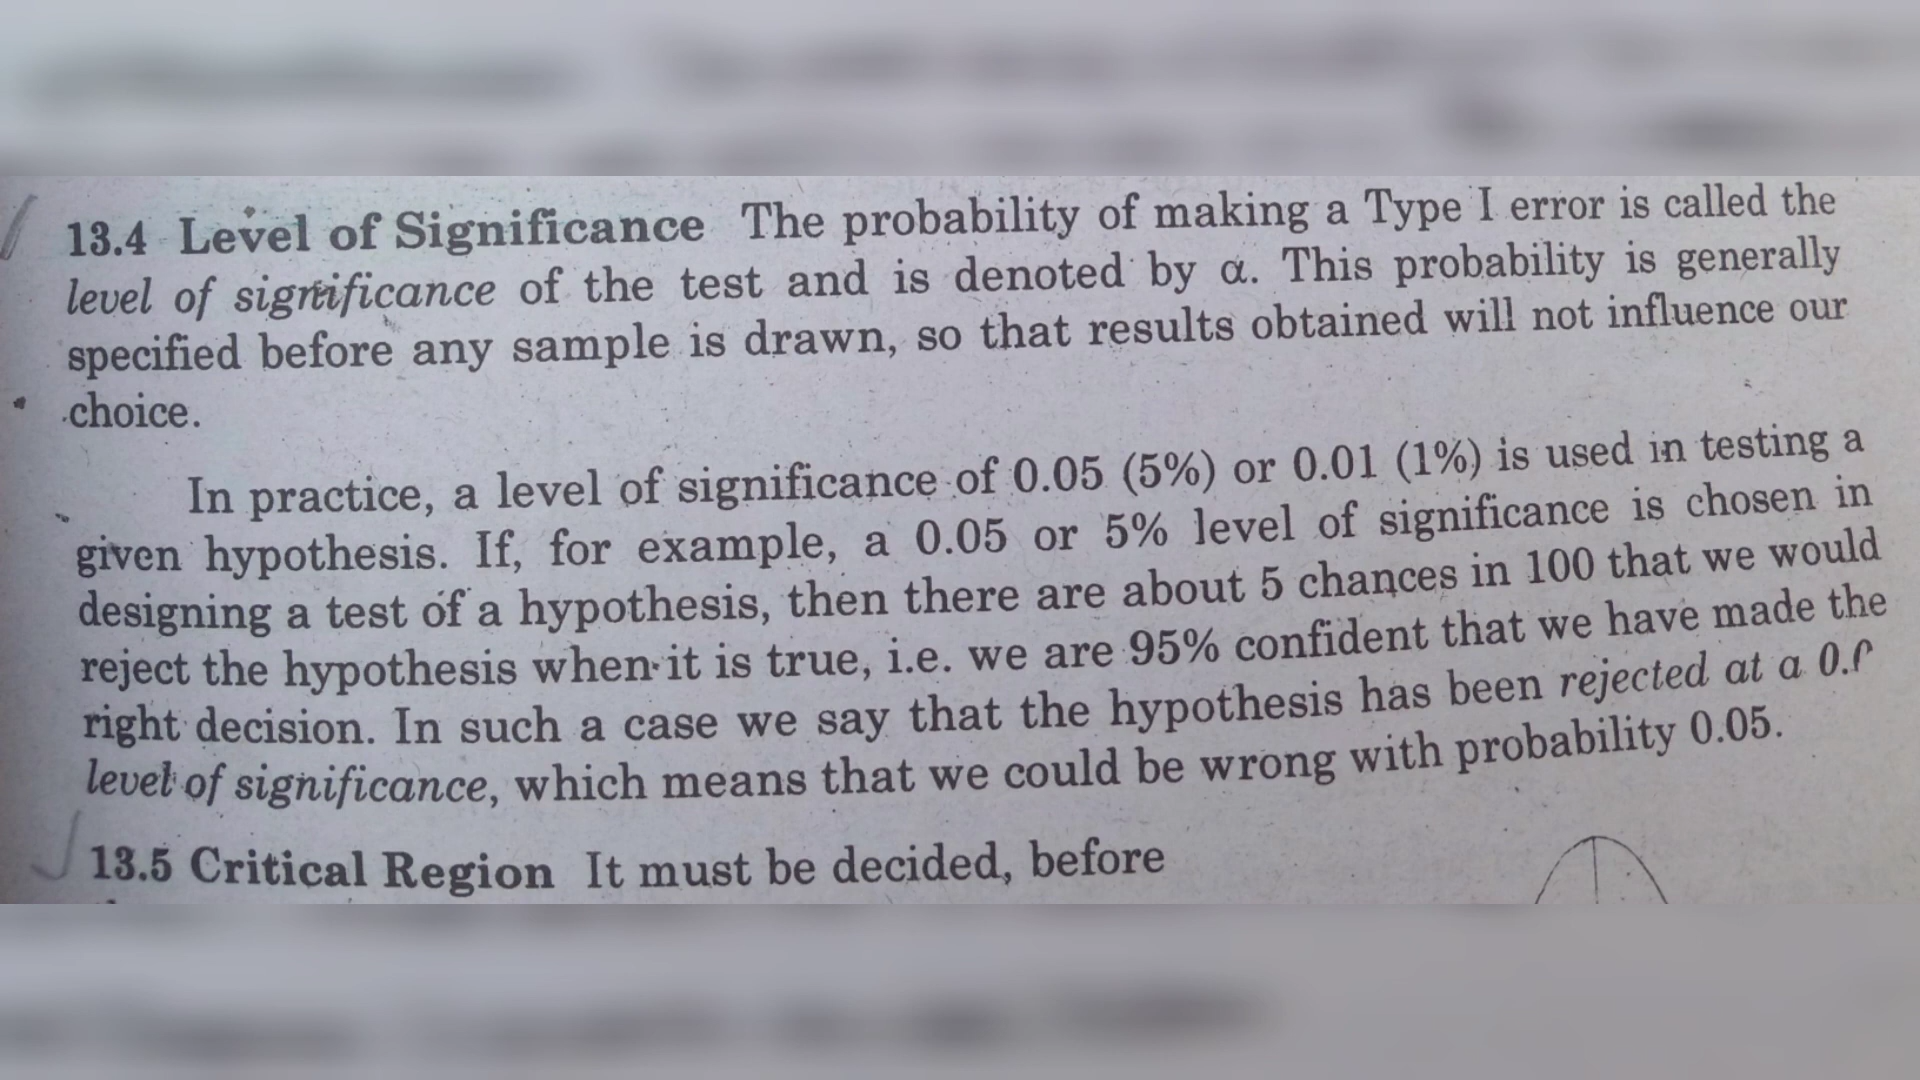 13.4 Level of Significance The probability of making a Type I error is called the
level of significance of the test and is denoted by α. This probability is generally
specified before any sample is drawn, so that results obtained will not influence our
choice.
In practice, a level of significance of 0.05 (5%) or 0.01 (1%) is used in testing a
given hypothesis. If, for example, a 0.05 or 5% level of significance is chosen in
designing a test of a hypothesis, then there are about 5 chances in 100 that we would
reject the hypothesis when it is true, i.e. we are 95% confident that we have made the
right decision. In such a case we say that the hypothesis has been rejected at a
level of significance, which means that we could be wrong with probability 0.05.
13.5 Critical Region It must be decided, before